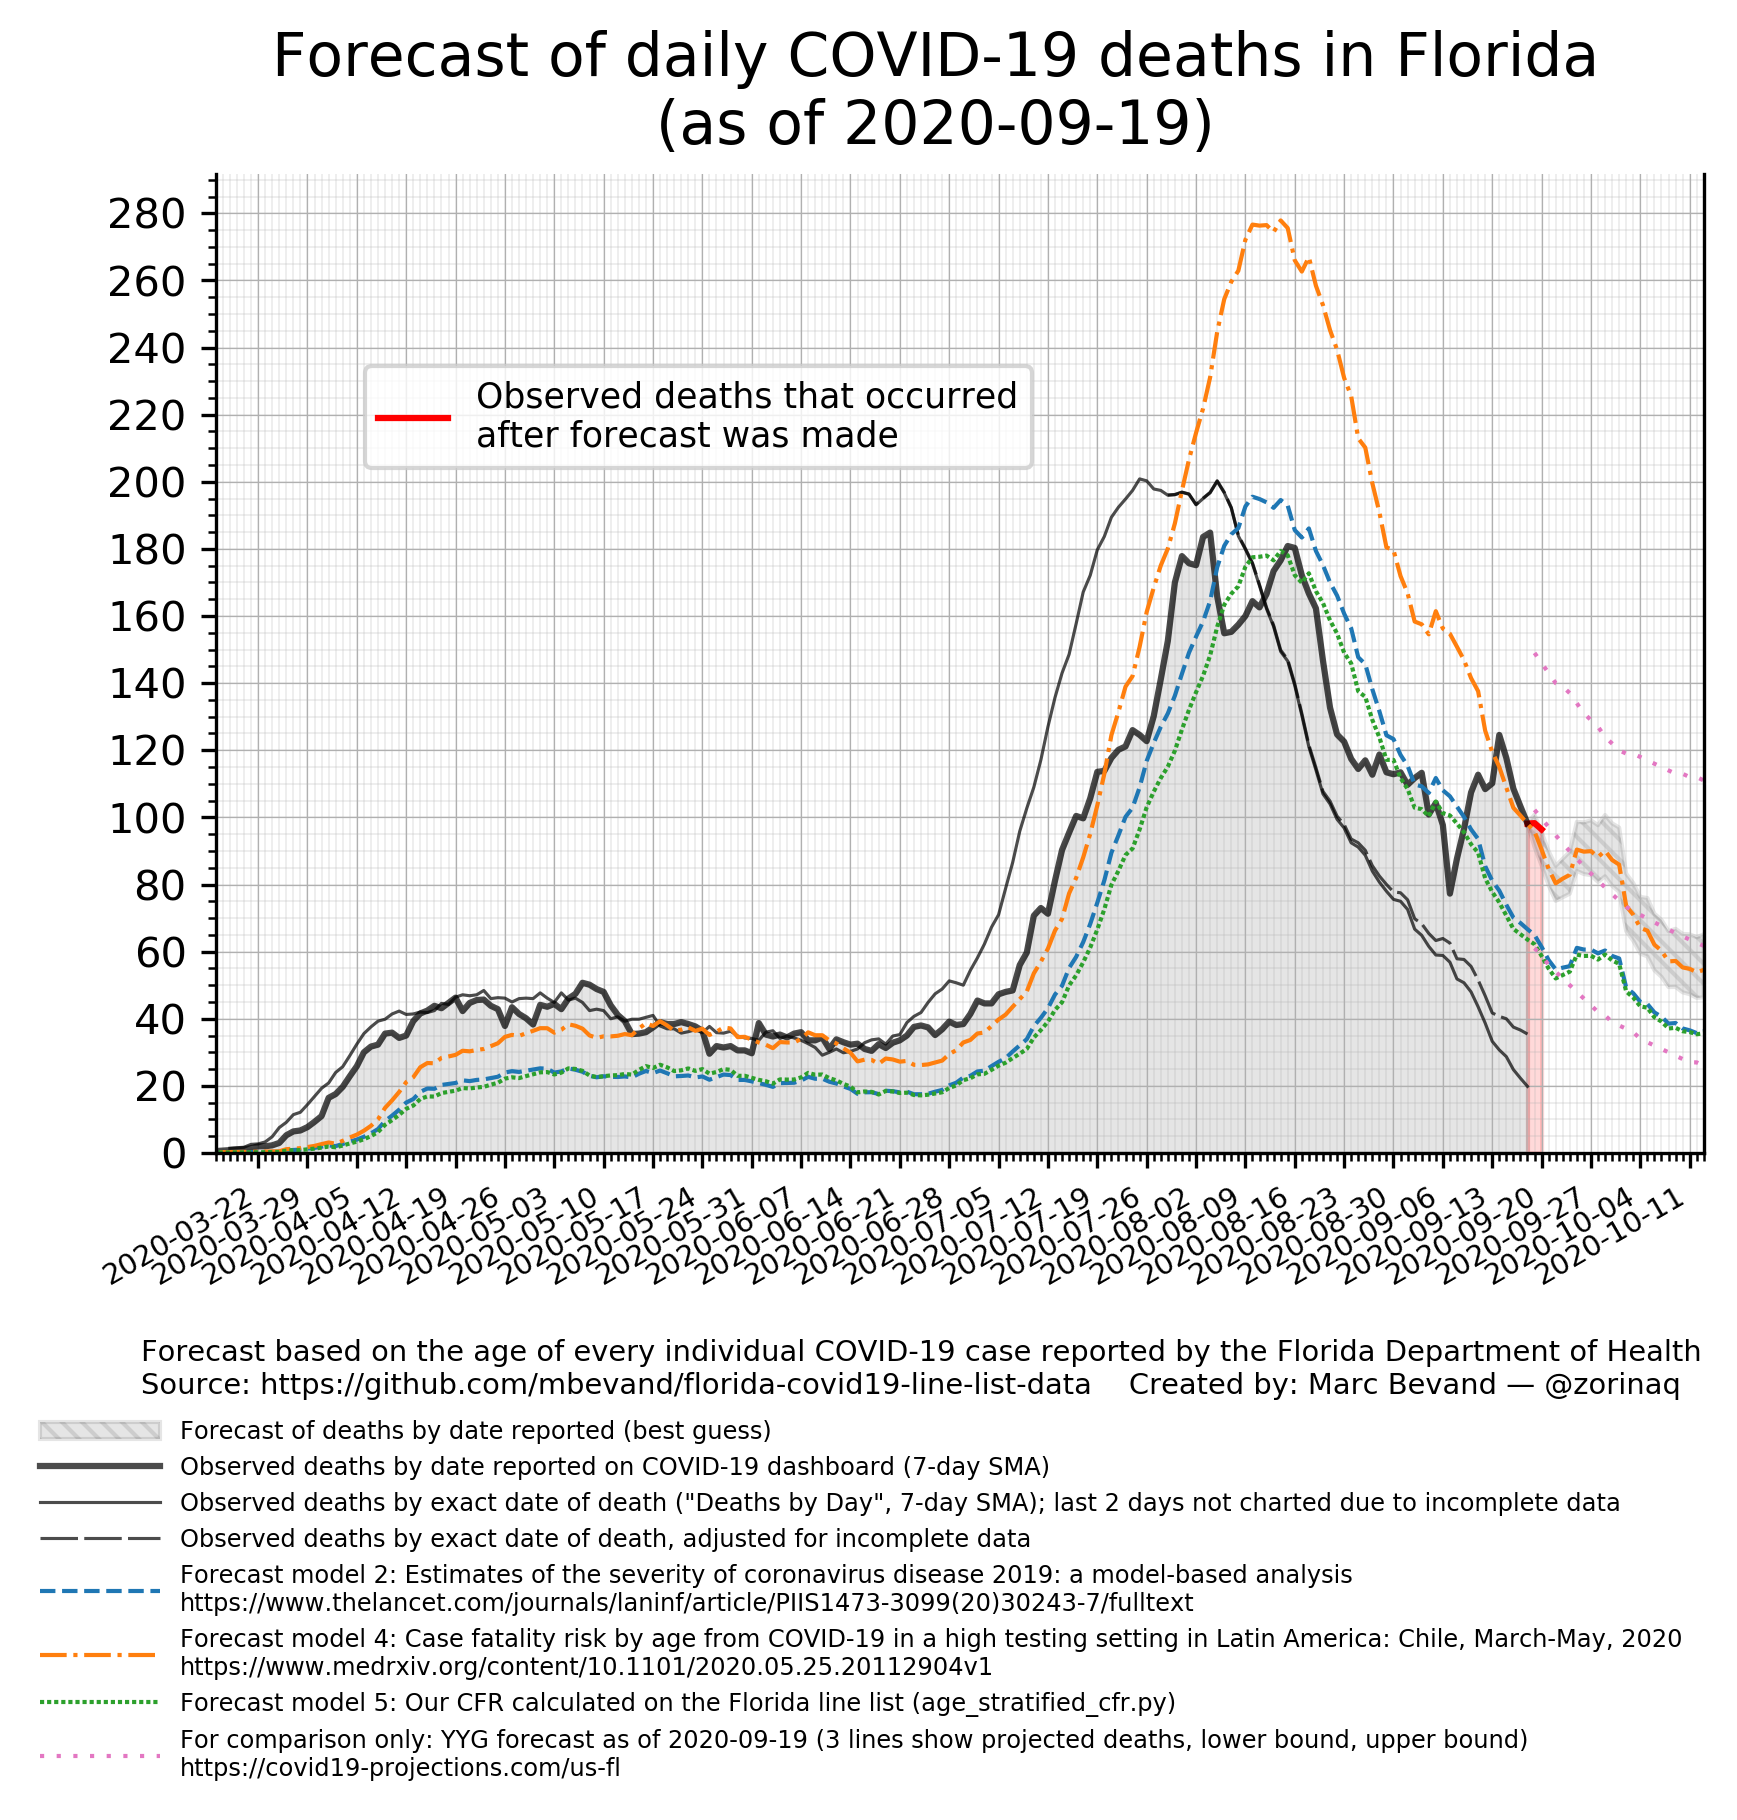 Forecast of daily COVID-19 deaths in Florida
(as of 2020-09-19)
280
260
240
220
200
180
160
140
120
100
80
60
40
20
0
Observed deaths that occurred
after forecast was made
2020-03-22
2020-03-29
2020-04-05
2020-04-12
2020-04-19
2020-04-26
2020-05-03
2020-05-10
2020-05-17
2020-05-24
2020-05-31
2020-06-07
2020-06-14
2020-06-21
2020-06-28
2020-07-05
2020-07-12
2020-07-19
2020-07-26
2020-08-02
2020-08-09
2020-08-16
2020-08-23
2020-08-30
2020-09-06
2020-09-13
2020-09-20
2020-09-27
2020-10-04
2020-10-11
Forecast based on the age of every individual COVID-19 case reported by the Florida Department of Health
Source: https://github.com/mbevand/florida-covid19-line-list-data    Created by: Marc Bevand — @zorinaq
Forecast of deaths by date reported (best guess)
Observed deaths by date reported on COVID-19 dashboard (7-day SMA)
Observed deaths by exact date of death ("Deaths by Day", 7-day SMA); last 2 days not charted due to incomplete data
Observed deaths by exact date of death, adjusted for incomplete data
Forecast model 2: Estimates of the severity of coronavirus disease 2019: a model-based analysis
https://www.thelancet.com/journals/laninf/article/PIIS1473-3099(20)30243-7/fulltext
Forecast model 4: Case fatality risk by age from COVID-19 in a high testing setting in Latin America: Chile, March-May, 2020
https://www.medrxiv.org/content/10.1101/2020.05.25.20112904v1
Forecast model 5: Our CFR calculated on the Florida line list (age_stratified_cfr.py)
For comparison only: YYG forecast as of 2020-09-19 (3 lines show projected deaths, lower bound, upper bound)
https://covid19-projections.com/us-fl